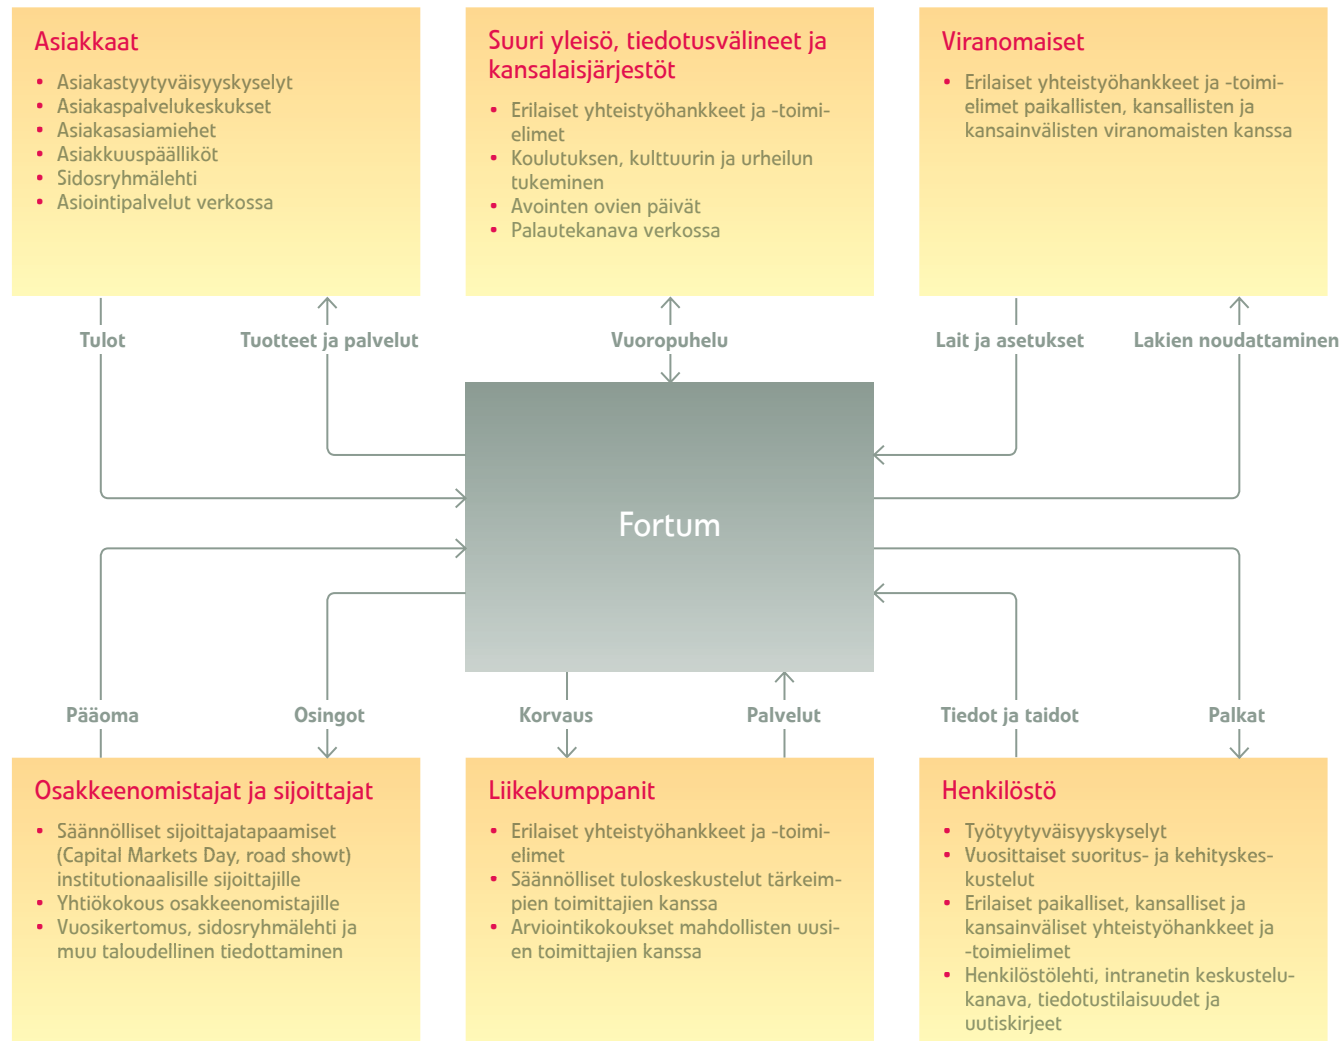 Asiakkaat
• Asiakastyytyväisyyskyselyt
• Asiakaspalvelukeskukset
• Asiakasasiamiehet
• Asiakkuuspäälliköt
• Sidosryhmälehti
• Asiointipalvelut verkossa
Suuri yleisö, tiedotusvälineet ja
kansalaisjärjestöt
• Erilaiset yhteistyöhankkeet ja -toimi-
elimet
• Koulutuksen, kulttuurin ja urheilun
tukeminen
• Avointen ovien päivät
• Palautekanava verkossa
Viranomaiset
• Erilaiset yhteistyöhankkeet ja -toimi-
elimet paikallisten, kansallisten ja
kansainvälisten viranomaisten kanssa
Tulot
Tuotteet ja palvelut
Vuoropuhelu
Lait ja asetukset
Lakien noudattaminen
Fortum
Pääoma
Osingot
Korvaus
Palvelut
Tiedot ja taidot
Palkat
Osakkeenomistajat ja sijoittajat
• Säännölliset sijoittajatapaamiset
(Capital Markets Day, road showt)
institutionaalisille sijoittajille
• Yhtiökokous osakkeenomistajille
• Vuosikertomus, sidosryhmälehti ja
muu taloudellinen tiedottaminen
Liikekumppanit
• Erilaiset yhteistyöhankkeet ja -toimi-
elimet
• Säännölliset tuloskeskustelut tärkeim-
pien toimittajien kanssa
• Arviointikokoukset mahdollisten uusi-
en toimittajien kanssa
Henkilöstö
• Työtyytyväisyyskyselyt
• Vuosittaiset suoritus- ja kehityskes-
kustelut
• Erilaiset paikalliset, kansalliset ja
kansainväliset yhteistyöhankkeet ja
-toimielimet
• Henkilöstölehti, intranetin keskustelu-
kanava, tiedotustilaisuudet ja
uutiskirjeet